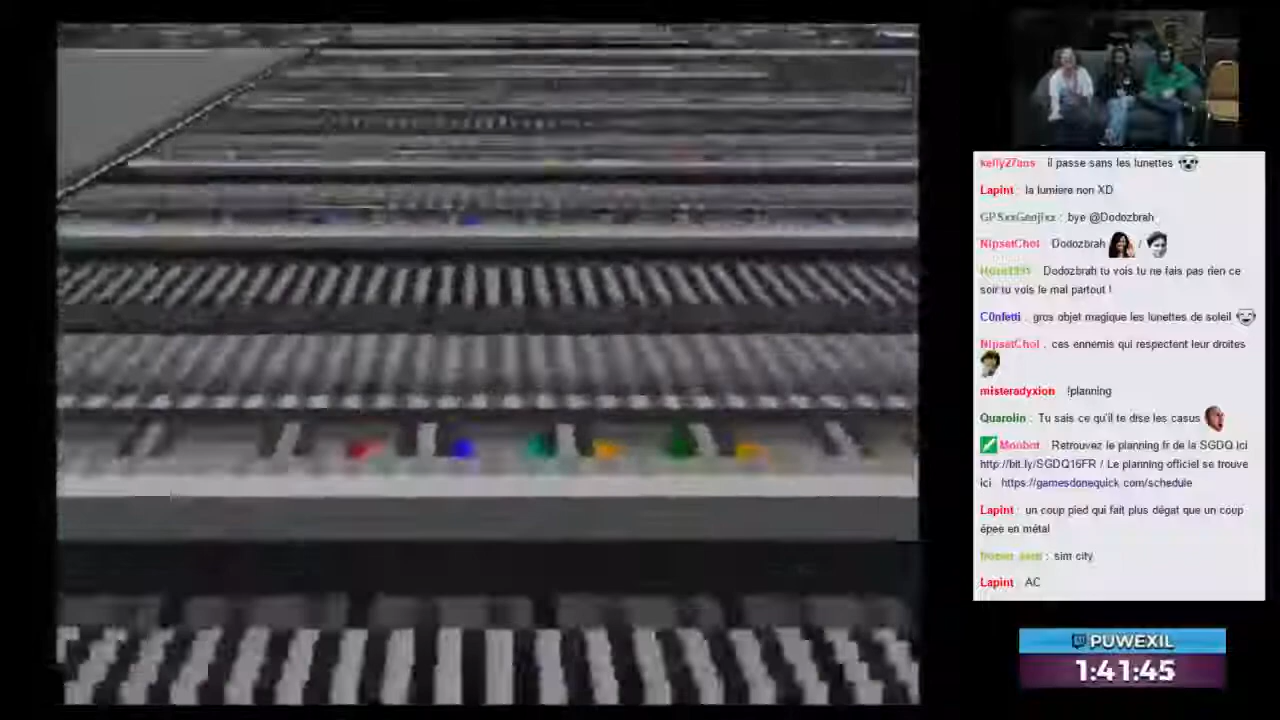 kelly27ans : il passe sans les lunettes
Lapint : la lumiere non XD
GPSxxGenjixx : bye @Dodozbrah
NipsatChol : Dodozbrah /
Dodozbrah tu vois tu ne fais pas rien ce
soir tu vois le mal partout !
C0nfetti : gros objet magique les lunettes de soleil
NipsatChol : ces ennemis qui respectent leur droites
misteradyxion : !planning
Quarolin : Tu sais ce qu'il te dise les casus
Moobot : Retrouvez le planning fr de la SGDQ ici
http://bit.ly/SGDQ16FR / Le planning officiel se trouve
ici https://gamesdonequick.com/schedule
Lapint : un coup pied qui fait plus dégat que un coup
épee en métal
: sim city
Lapint : AC
PUWEXIL
1:41:45